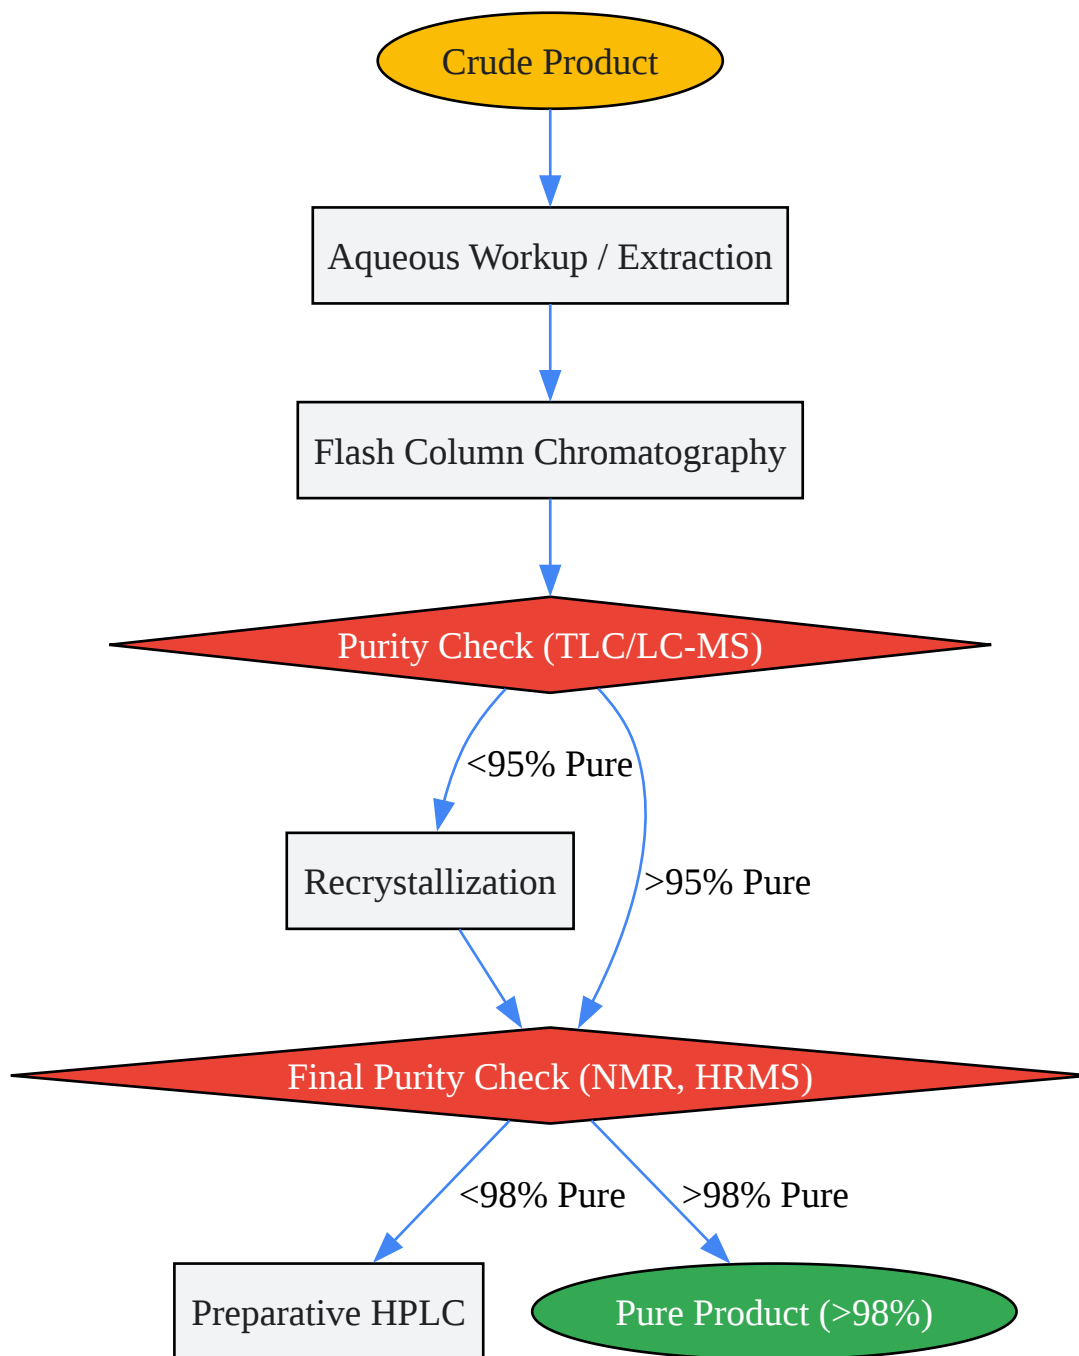 Crude Product
Aqueous Workup / Extraction
Flash Column Chromatography
Purity Check (TLC/LC-MS)
<95% Pure
Recrystallization
>95% Pure
Final Purity Check (NMR, HRMS)
<98% Pure
>98% Pure
Preparative HPLC
Pure Product (>98%)